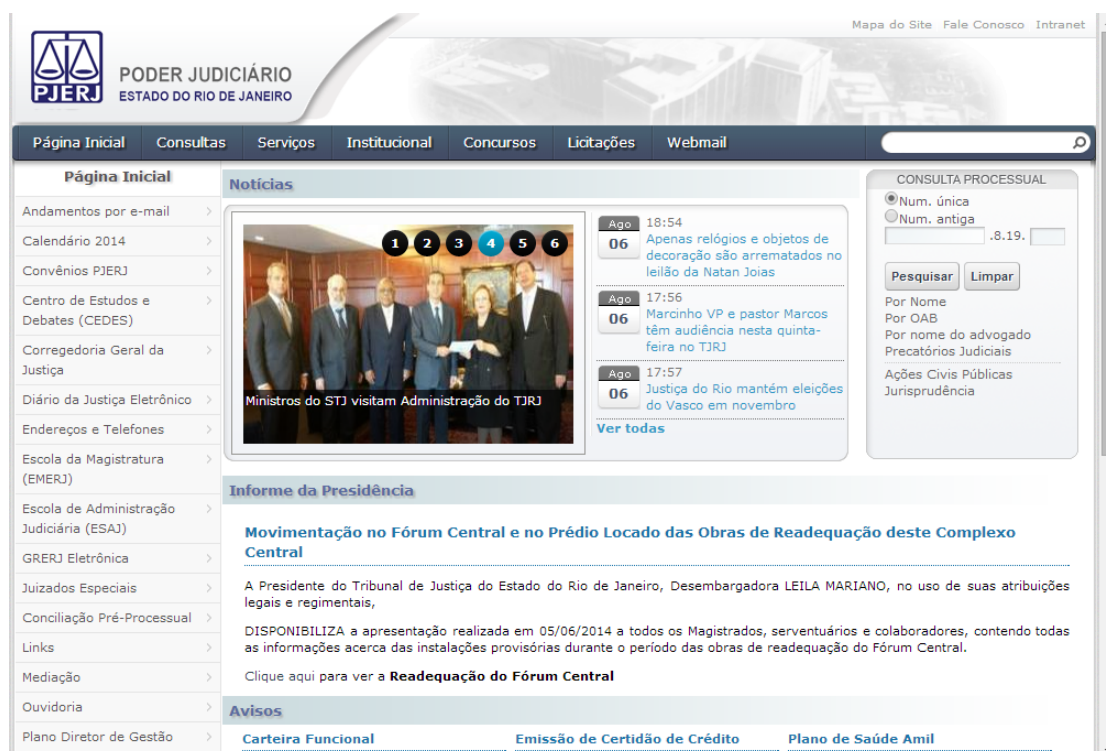 Mapa do Site Fale Conosco Intranet
PJERJ
PODER JUDICIÁRIO
ESTADO DO RIO DE JANEIRO
Página Inicial Consultas Serviços Institucional Concursos Licitações Webmail
Página Inicial
Andamentos por e-mail
Calendário 2014
Convênios PJERJ
Centro de Estudos e
Debates (CEDES)
Corregedoria Geral da
Justiça
Diário da Justiça Eletrônico
Endereços e Telefones
Escola da Magistratura
(EMERJ)
Escola de Administração
Judiciária (ESAJ)
GRERJ Eletrônica
Juizados Especiais
Conciliação Pré-Processual
Links
Mediação
Ouvidoria
Plano Diretor de Gestão
Notícias
1 2 3 4 5 6
Ministros do STJ visitam Administração do TJRJ
Ago
06
18:54
Apenas relógios e objetos de
decoração são arrematados no
leilão da Natan Joias
Ago
06
17:56
Marcinho VP e pastor Marcos
têm audiência nesta quinta-
feira no TJRJ
Ago
06
17:57
Justiça do Rio mantém eleições
do Vasco em novembro
Ver todas
CONSULTA PROCESSUAL
Num. única
Num. antiga
.8.19.
Pesquisar Limpar
Por Nome
Por OAB
Por nome do advogado
Precatórios Judiciais
Ações Civis Públicas
Jurisprudência
Informe da Presidência
Movimentação no Fórum Central e no Prédio Locado das Obras de Readequação deste Complexo
Central
A Presidente do Tribunal de Justiça do Estado do Rio de Janeiro, Desembargadora LEILA MARIANO, no uso de suas atribuições
legais e regimentais,
DISPONIBILIZA a apresentação realizada em 05/06/2014 a todos os Magistrados, serventuários e colaboradores, contendo todas
as informações acerca das instalações provisórias durante o período das obras de readequação do Fórum Central.
Clique aqui para ver a Readequação do Fórum Central
Avisos
Carteira Funcional Emissão de Certidão de Crédito Plano de Saúde Amil